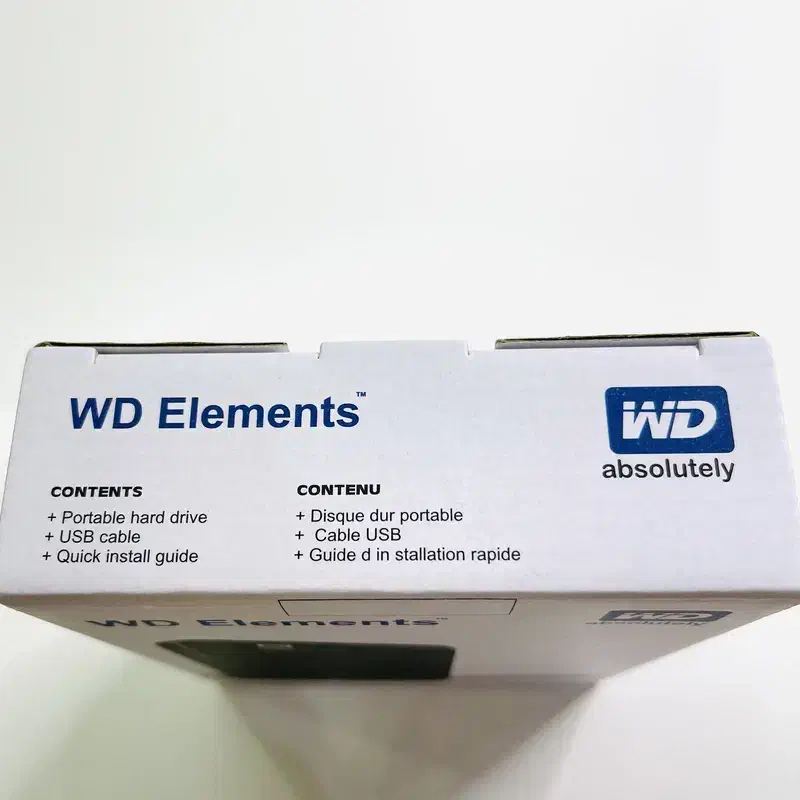 WD Elements™
WD
absolutely
CONTENTS
+ Portable hard drive
+ USB cable
+ Quick install guide
CONTENU
+ Disque dur portable
+ Cable USB
+ Guide d in stallation rapide
WD Elements™
WD
absolutely